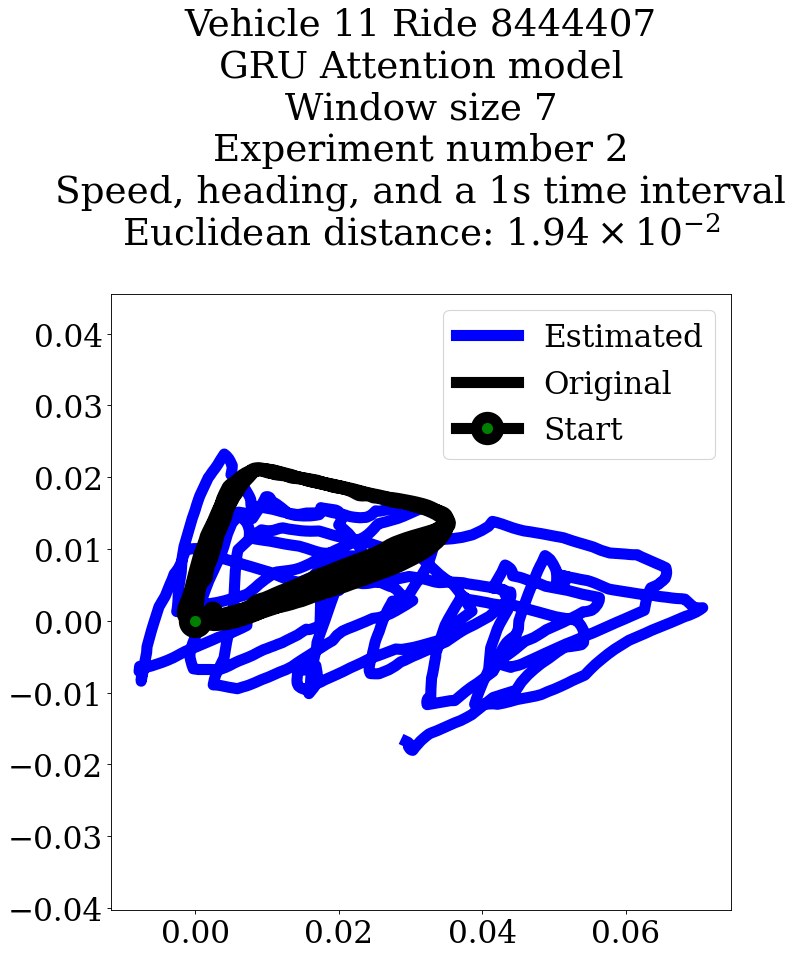 Vehicle 11 Ride 8444407
GRU Attention model
Window size 7
Experiment number 2
Speed, heading, and a 1s time interval
Euclidean distance: 1.94 × 10⁻²
Estimated
Original
Start
0.04
0.03
0.02
0.01
0.00
−0.01
−0.02
−0.03
−0.04
0.00 0.02 0.04 0.06